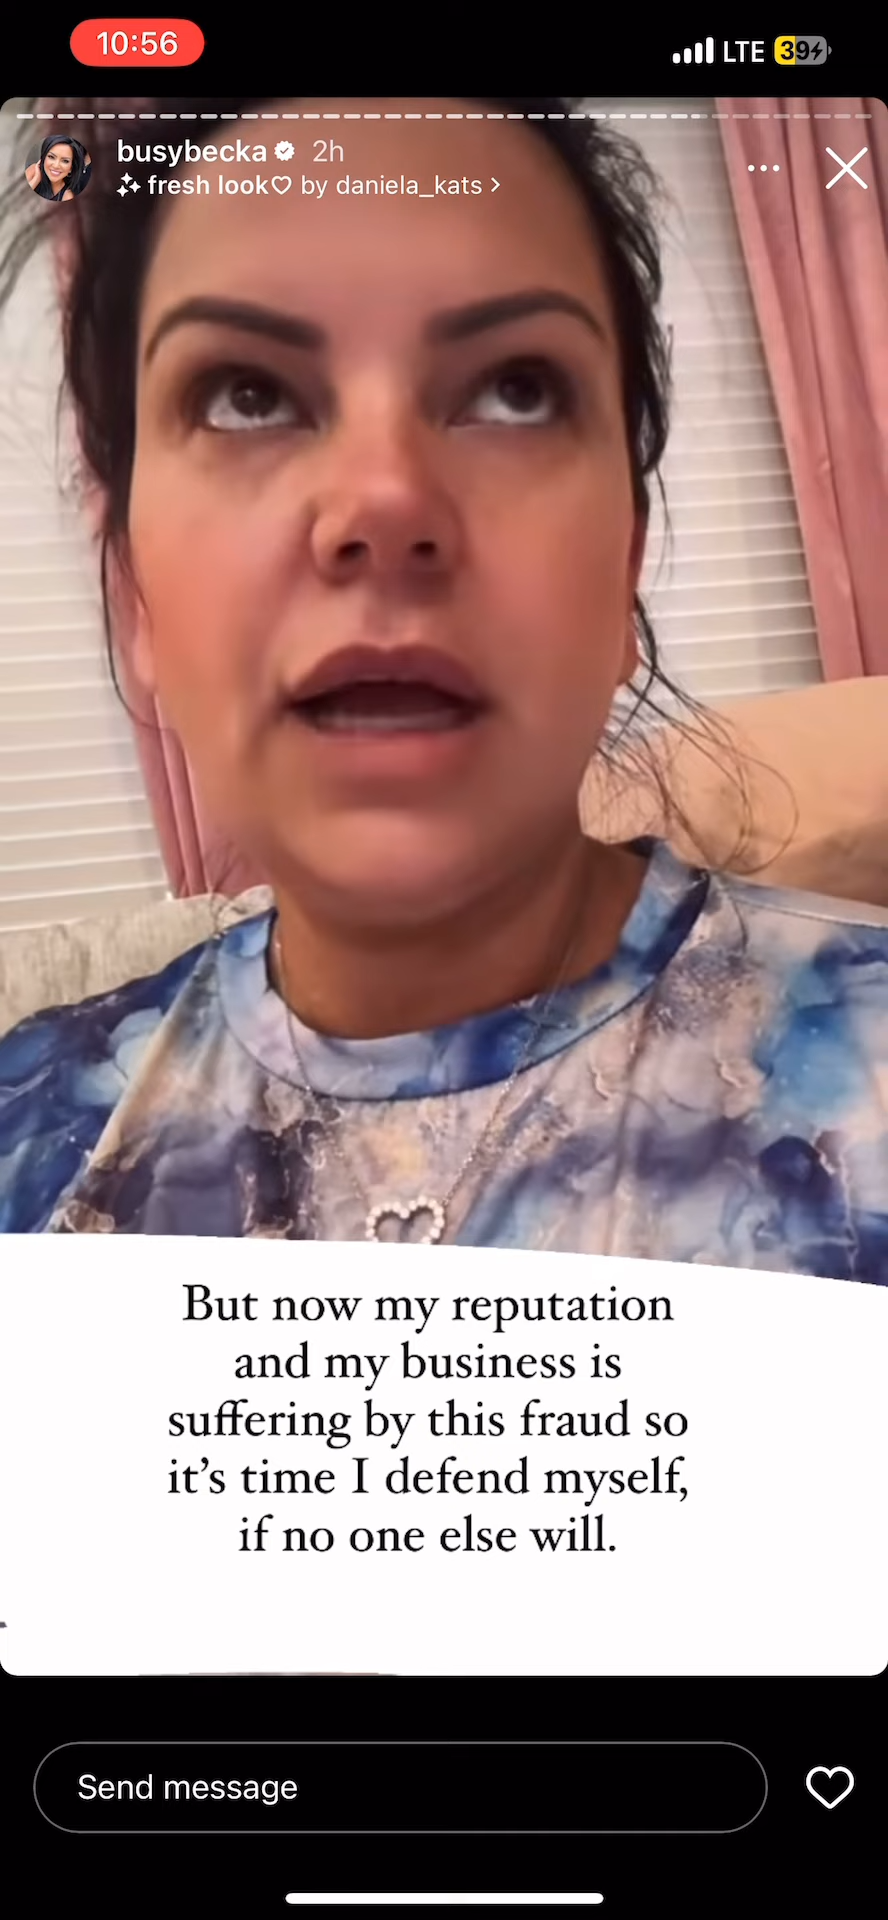 10:56
LTE 39
busybecka 2h
fresh look♡ by daniela_kats >
But now my reputation
and my business is
suffering by this fraud so
it's time I defend myself,
if no one else will.
Send message